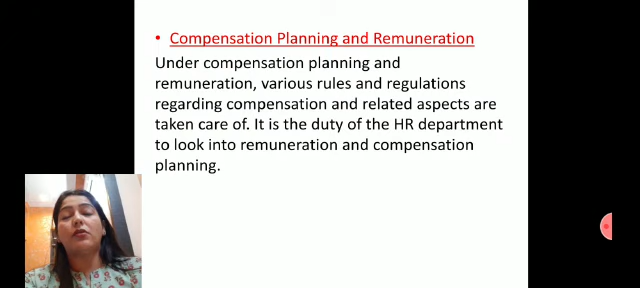 • Compensation Planning and Remuneration
Under compensation planning and
remuneration, various rules and regulations
regarding compensation and related aspects are
taken care of. It is the duty of the HR department
to look into remuneration and compensation
planning.